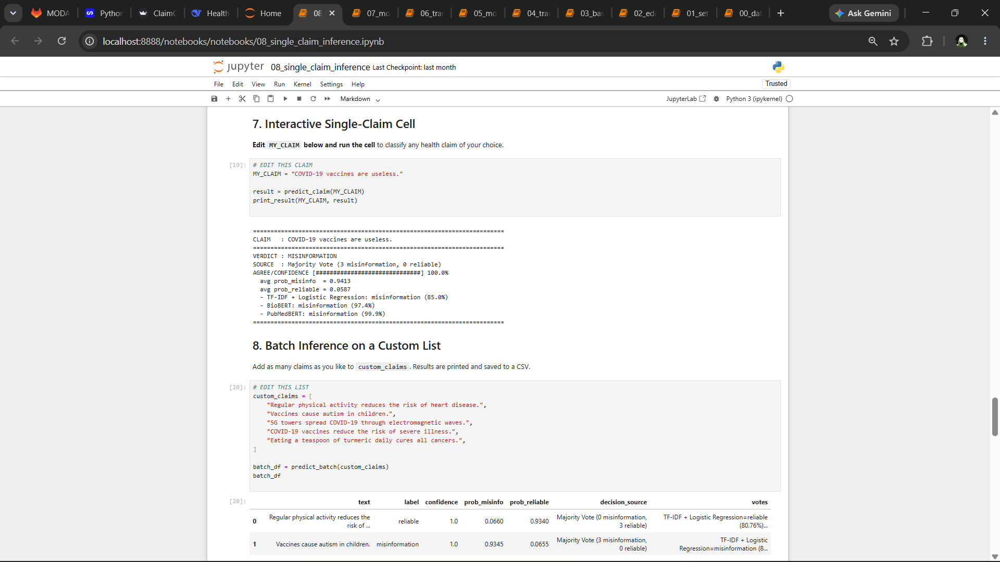 MODA
Python
Claim
Health
Home
08
07_mo
06_tra
05_mo
04_tra
03_bas
02_eda
01_set
00_dat
Ask Gemini
localhost:8888/notebooks/notebooks/08_single_claim_inference.ipynb
jupyter 08_single_claim_inference Last Checkpoint: last month
File Edit View Run Kernel Settings Help
Trusted
Markdown
JupyterLab
Python 3 (ipykernel)
7. Interactive Single-Claim Cell
Edit MY_CLAIM below and run the cell to classify any health claim of your choice.
[19]:
# EDIT THIS CLAIM
MY_CLAIM = "COVID-19 vaccines are useless."
result = predict_claim(MY_CLAIM)
print_result(MY_CLAIM, result)
========================================================================
CLAIM : COVID-19 vaccines are useless.
========================================================================
VERDICT : MISINFORMATION
SOURCE : Majority Vote (3 misinformation, 0 reliable)
AGREE/CONFIDENCE [##############################] 100.0%
avg prob_misinfo = 0.9413
avg prob_reliable = 0.0587
- TF-IDF + Logistic Regression: misinformation (85.0%)
- BioBERT: misinformation (97.4%)
- PubMedBERT: misinformation (99.9%)
========================================================================
8. Batch Inference on a Custom List
Add as many claims as you like to custom_claims. Results are printed and saved to a CSV.
[20]:
# EDIT THIS LIST
custom_claims = [
"Regular physical activity reduces the risk of heart disease.",
"Vaccines cause autism in children.",
"5G towers spread COVID-19 through electromagnetic waves.",
"COVID-19 vaccines reduce the risk of severe illness.",
"Eating a teaspoon of turmeric daily cures all cancers.",
]
batch_df = predict_batch(custom_claims)
batch_df
[20]:
text label confidence prob_misinfo prob_reliable decision_source votes
0 Regular physical activity reduces the risk of ... reliable 1.0 0.0660 0.9340 Majority Vote (0 misinformation, 3 reliable) TF-IDF + Logistic Regression=reliable (80.76%)...
1 Vaccines cause autism in children. misinformation 1.0 0.9345 0.0655 Majority Vote (3 misinformation, 0 reliable) TF-IDF + Logistic Regression=misinformation (8...